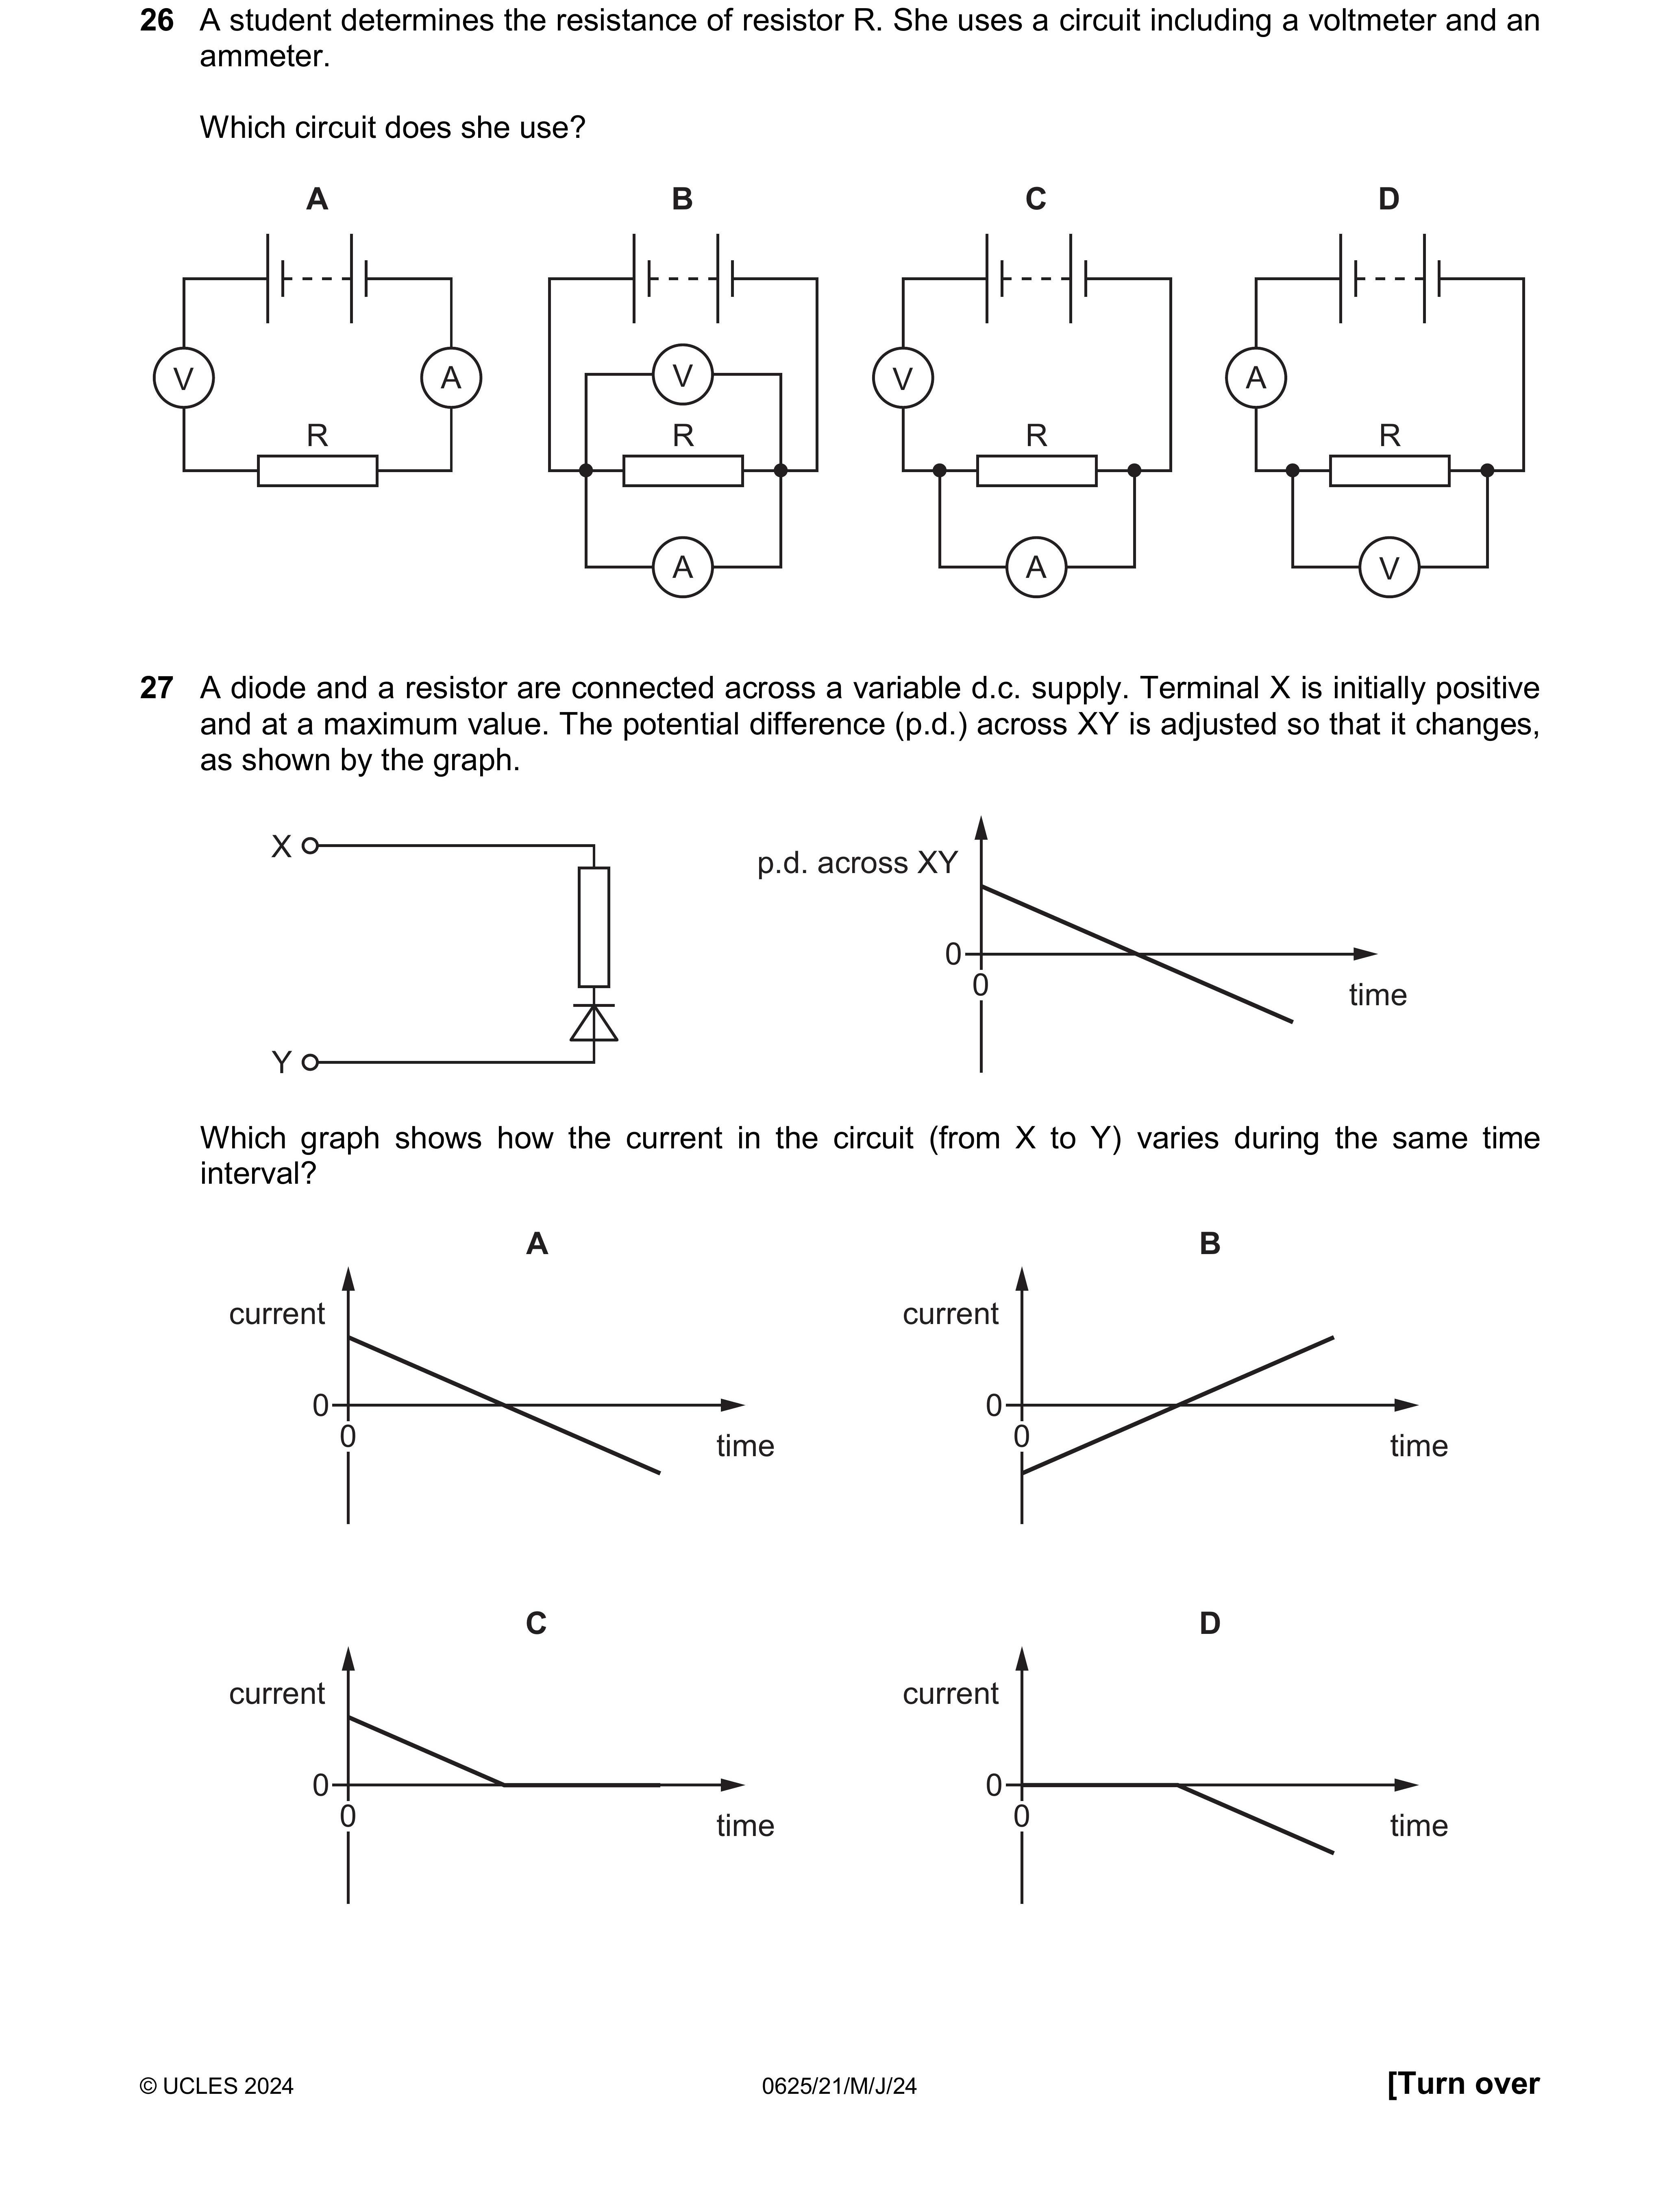 26 A student determines the resistance of resistor R. She uses a circuit including a voltmeter and an
ammeter.
Which circuit does she use?
A B C D
V A V V A
R R R R
A A V
27 A diode and a resistor are connected across a variable d.c. supply. Terminal X is initially positive
and at a maximum value. The potential difference (p.d.) across XY is adjusted so that it changes,
as shown by the graph.
X
p.d. across XY
0
0
time
Y
Which graph shows how the current in the circuit (from X to Y) varies during the same time
interval?
A B
current current
0 0
0 0
time time
C D
current current
0 0
0 0
time time
© UCLES 2024 0625/21/M/J/24 [Turn over